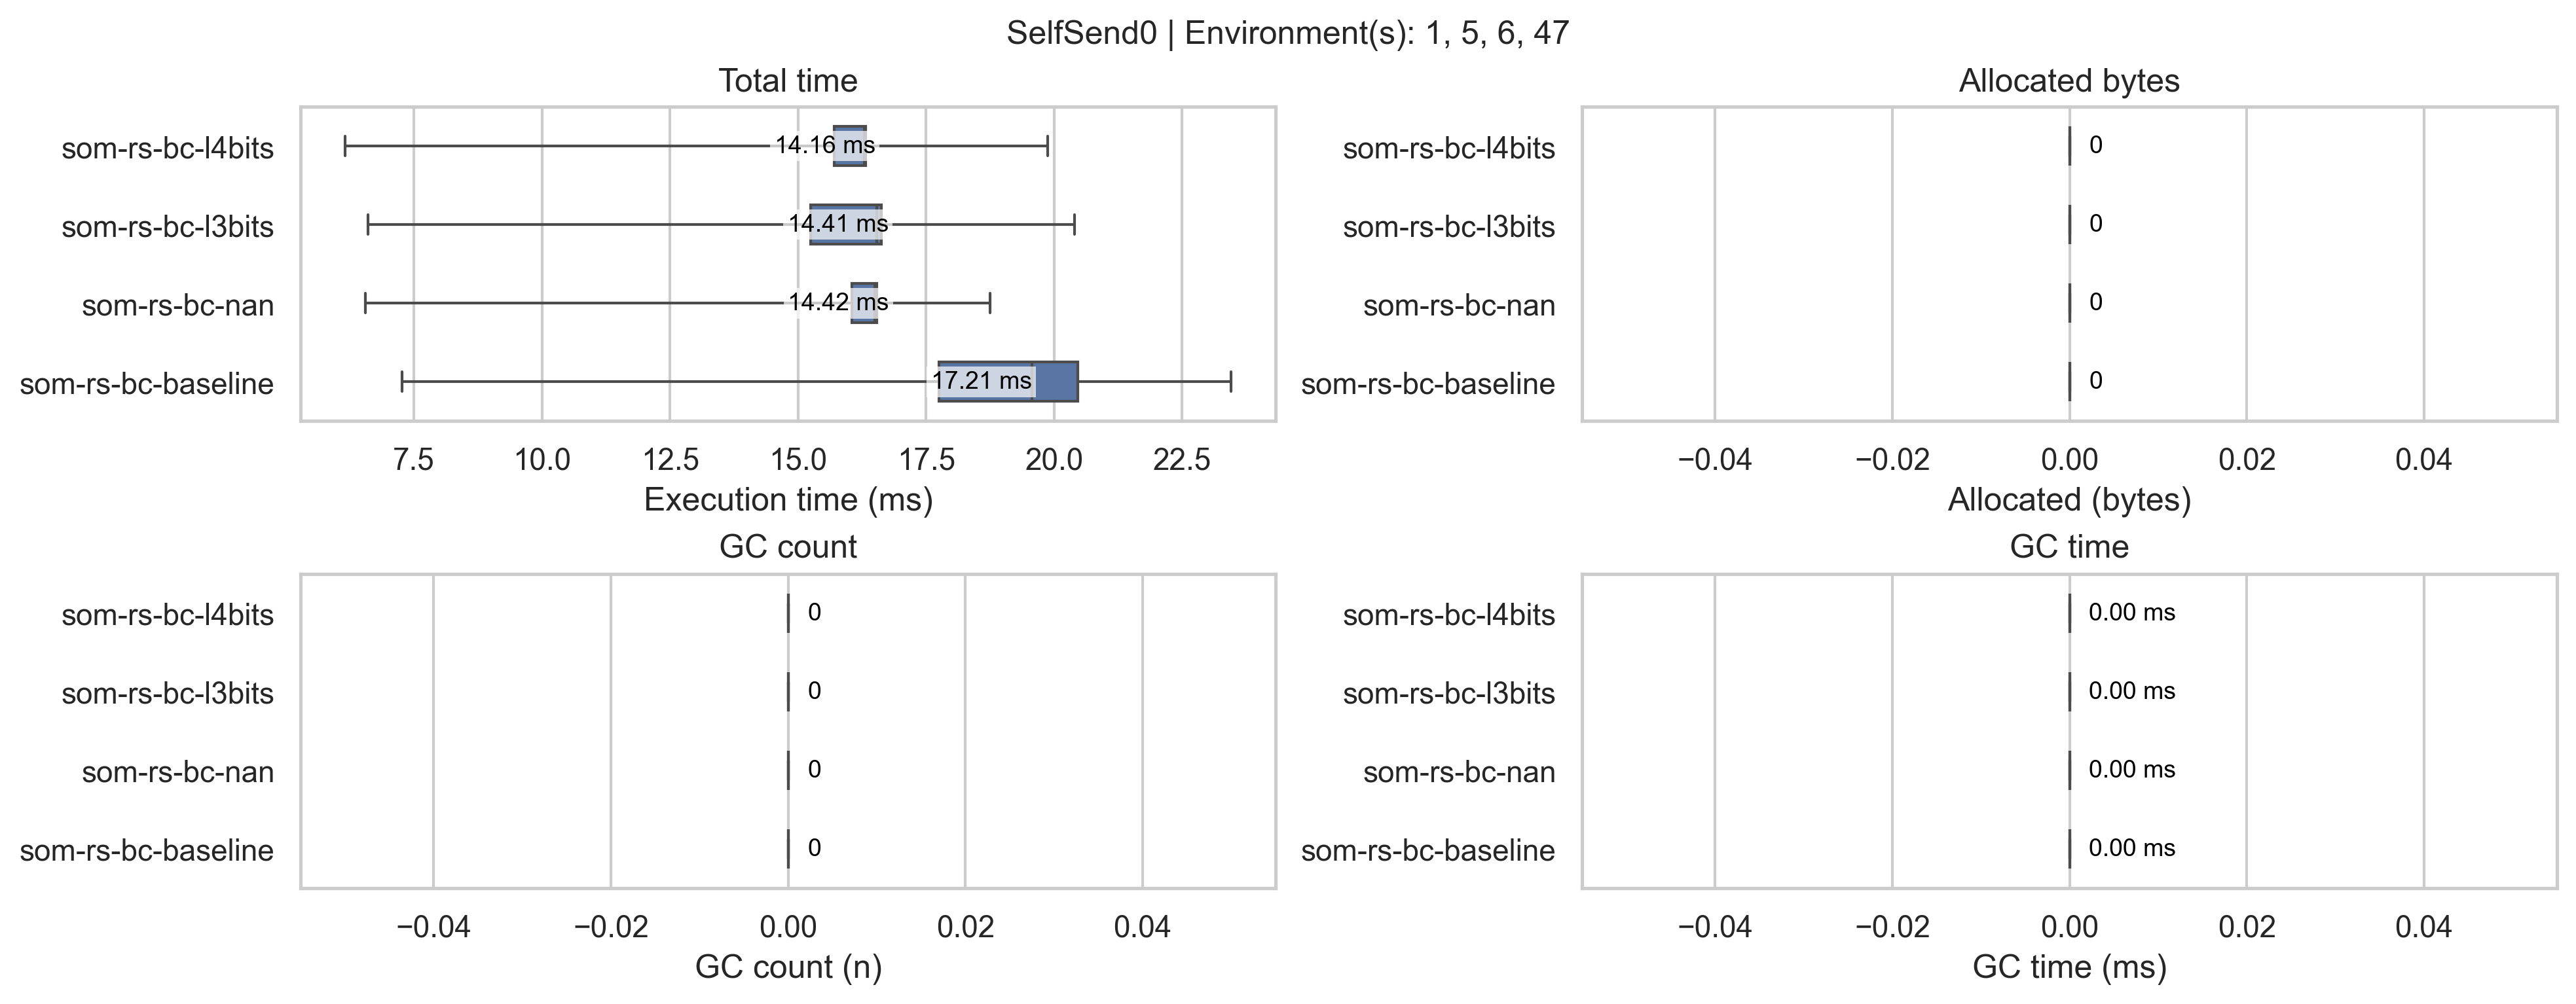 SelfSend0 | Environment(s): 1, 5, 6, 47
Total time
som-rs-bc-l4bits
14.16 ms
som-rs-bc-l3bits
14.41 ms
som-rs-bc-nan
14.42 ms
som-rs-bc-baseline
17.21 ms
7.5 10.0 12.5 15.0 17.5 20.0 22.5
Execution time (ms)
Allocated bytes
som-rs-bc-l4bits
0
som-rs-bc-l3bits
0
som-rs-bc-nan
0
som-rs-bc-baseline
0
−0.04 −0.02 0.00 0.02 0.04
Allocated (bytes)
GC count
som-rs-bc-l4bits
0
som-rs-bc-l3bits
0
som-rs-bc-nan
0
som-rs-bc-baseline
0
−0.04 −0.02 0.00 0.02 0.04
GC count (n)
GC time
som-rs-bc-l4bits
0.00 ms
som-rs-bc-l3bits
0.00 ms
som-rs-bc-nan
0.00 ms
som-rs-bc-baseline
0.00 ms
−0.04 −0.02 0.00 0.02 0.04
GC time (ms)